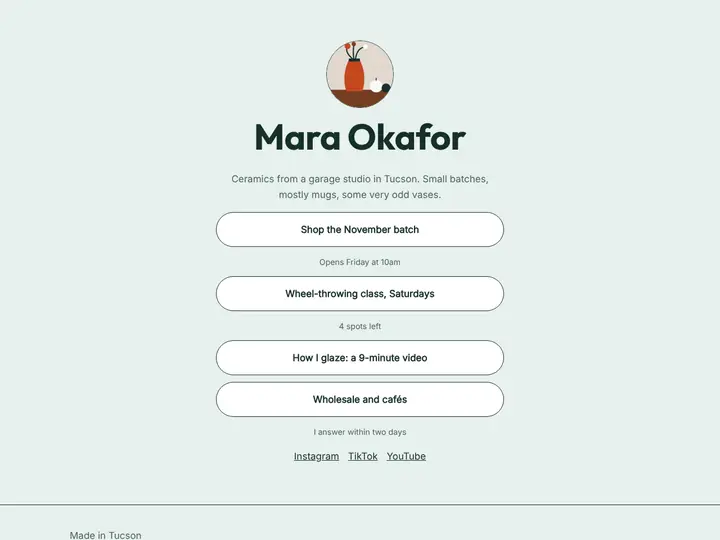 Mara Okafor
Ceramics from a garage studio in Tucson. Small batches,
mostly mugs, some very odd vases.
Shop the November batch
Opens Friday at 10am
Wheel-throwing class, Saturdays
4 spots left
How I glaze: a 9-minute video
Wholesale and cafés
I answer within two days
Instagram TikTok YouTube
Made in Tucson